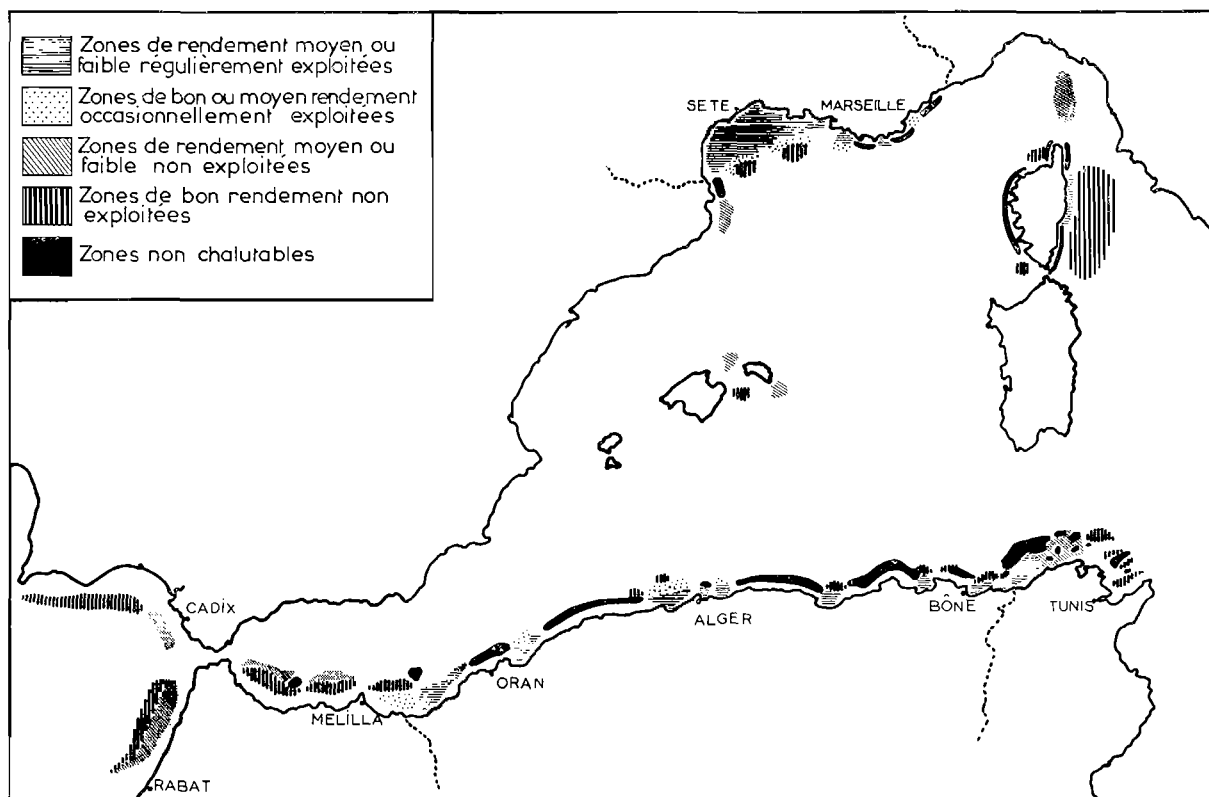 Zones de rendement moyen ou
faible régulièrement exploitées
Zones de bon ou moyen rendement
occasionnellement exploitées
Zones de rendement moyen ou
faible non exploitées
Zones de bon rendement non
exploitées
Zones non chalutables
SETE
MARSEILLE
CADIX
ALGER
BÔNE
TUNIS
ORAN
MELILLA
RABAT